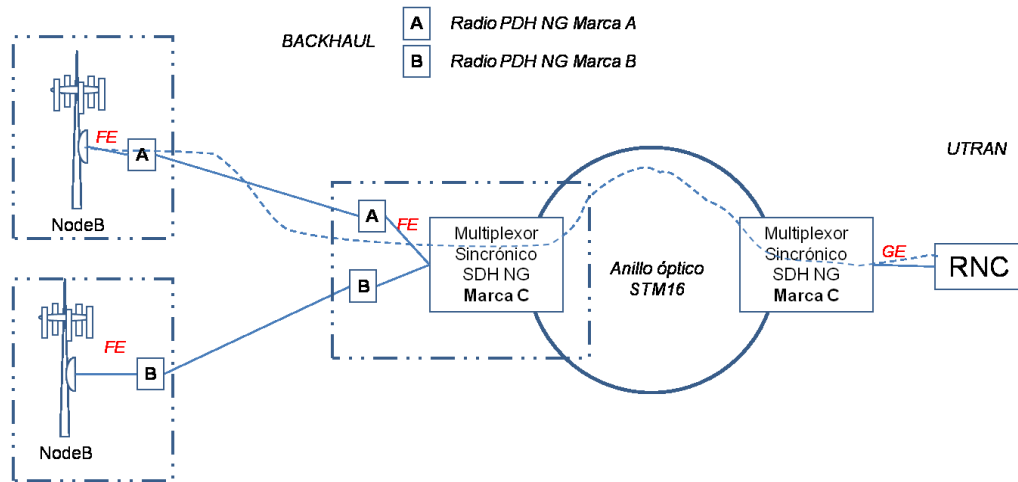 BACKHAUL
A Radio PDH NG Marca A
B Radio PDH NG Marca B
UTRAN
FE
A
NodeB
A
FE
B
Multiplexor
Sincrónico
SDH NG
Marca C
Anillo óptico
STM16
Multiplexor
Sincrónico
SDH NG
Marca C
GE
RNC
FE
B
NodeB